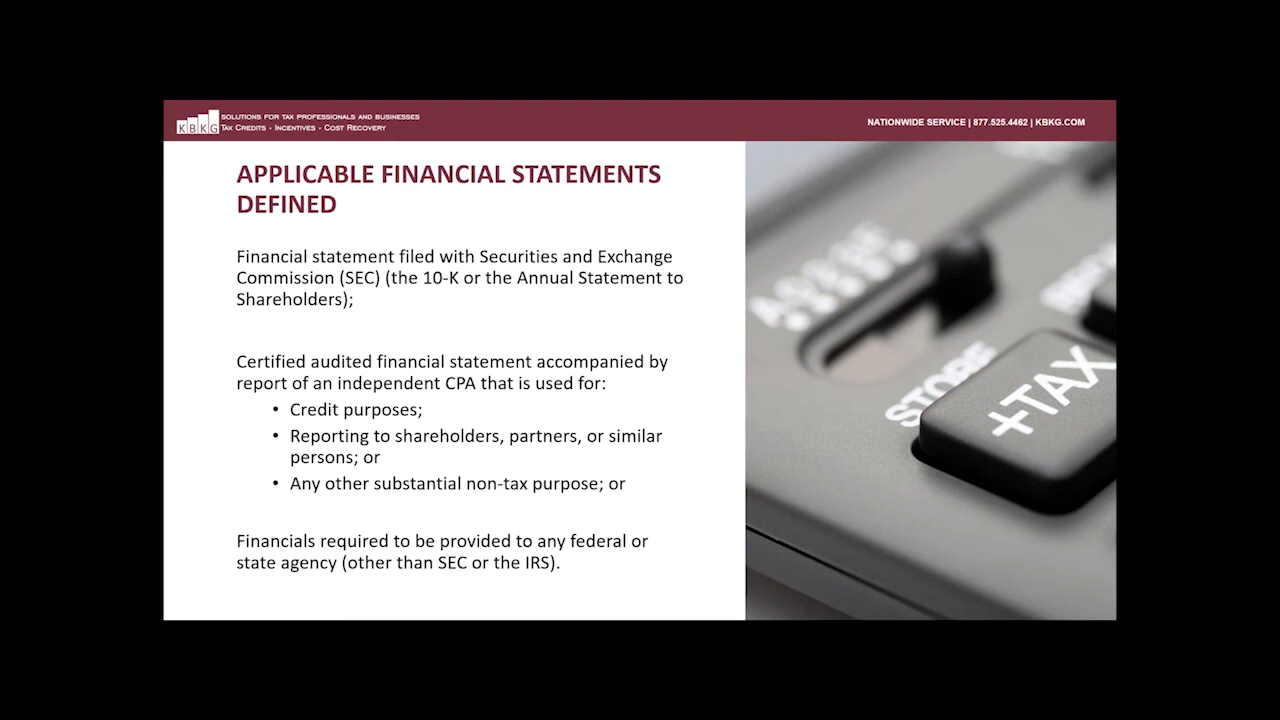 KBKG
SOLUTIONS FOR TAX PROFESSIONALS AND BUSINESSES
TAX CREDITS • INCENTIVES • COST RECOVERY
NATIONWIDE SERVICE | 877.525.4462 | KBKG.COM
APPLICABLE FINANCIAL STATEMENTS
DEFINED
Financial statement filed with Securities and Exchange
Commission (SEC) (the 10-K or the Annual Statement to
Shareholders);
Certified audited financial statement accompanied by
report of an independent CPA that is used for:
• Credit purposes;
• Reporting to shareholders, partners, or similar
persons; or
• Any other substantial non-tax purpose; or
Financials required to be provided to any federal or
state agency (other than SEC or the IRS).
STORE
+TAX